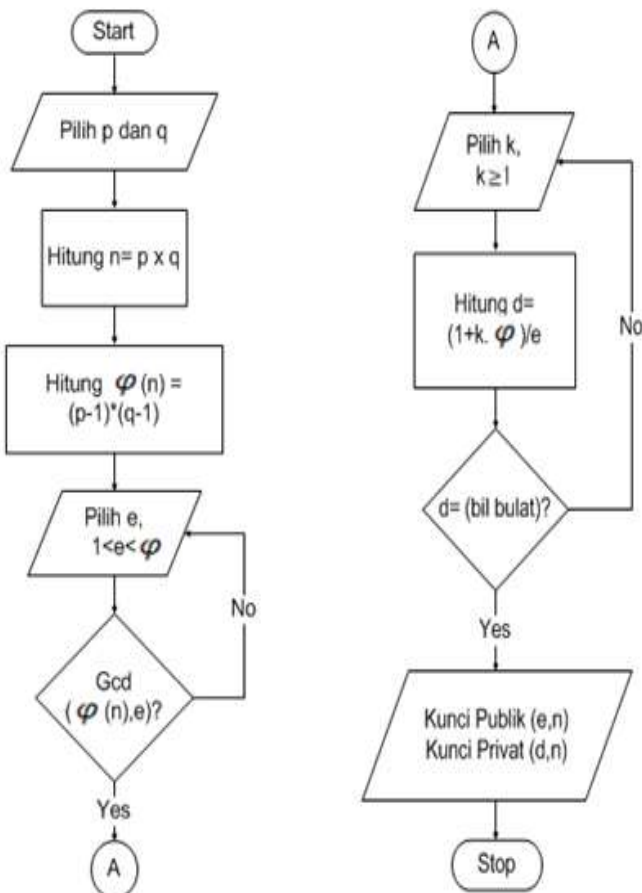 Start
Pilih p dan q
Hitung n= p x q
Hitung φ (n) =
(p-1)*(q-1)
Pilih e,
1<e<φ
No
Gcd
( φ (n),e)?
Yes
A
A
Pilih k,
k≥1
Hitung d=
(1+k. φ )/e
No
d= (bil bulat)?
Yes
Kunci Publik (e,n)
Kunci Privat (d,n)
Stop